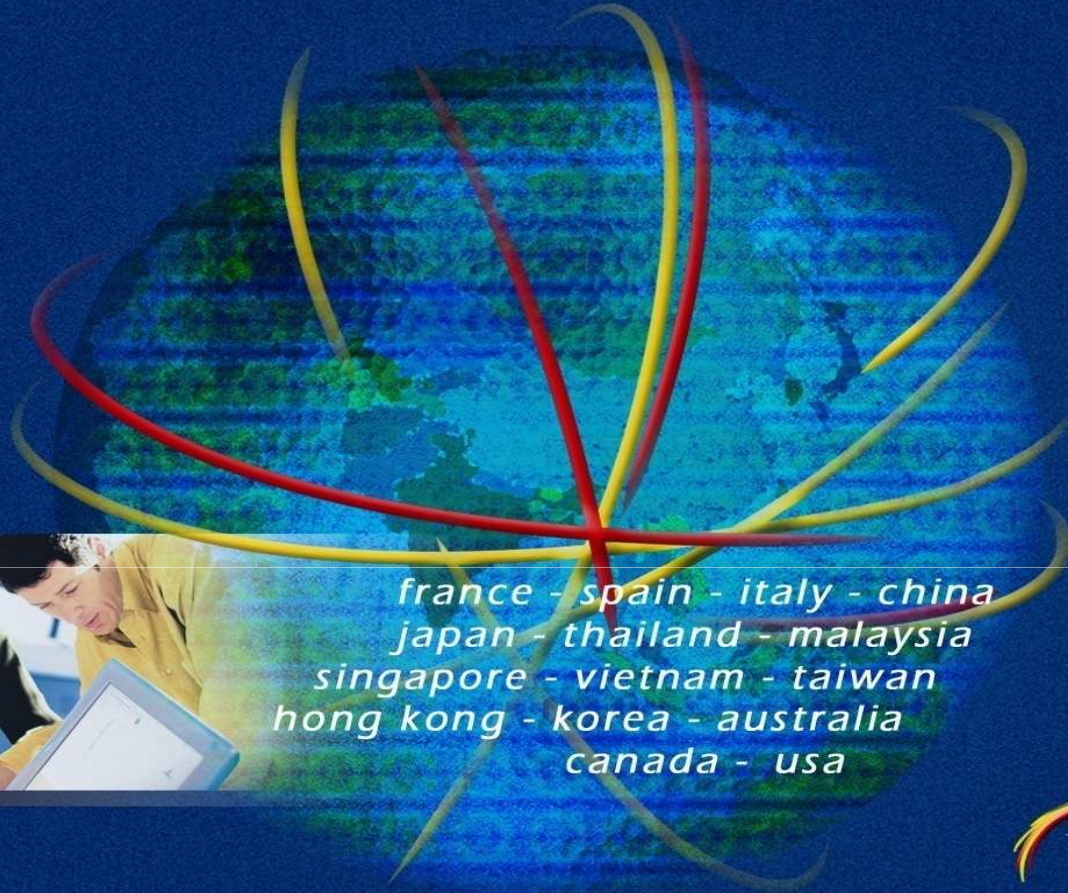 france - spain - italy - china
japan - thailand - malaysia
singapore - vietnam - taiwan
hong kong - korea - australia
canada - usa